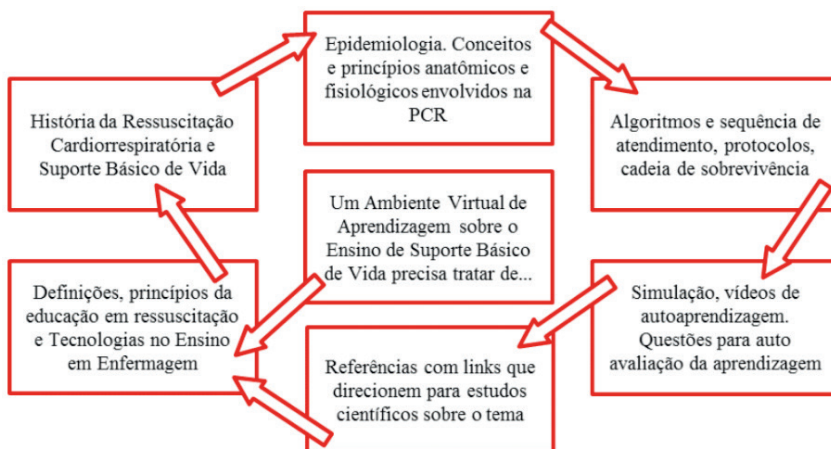 Epidemiologia. Conceitos
e princípios anatômicos e
fisiológicos envolvidos na
PCR
História da Ressuscitação
Cardiorrespiratória e
Suporte Básico de Vida
Algoritmos e sequência de
atendimento, protocolos,
cadeia de sobrevivência
Um Ambiente Virtual de
Aprendizagem sobre o
Ensino de Suporte Básico
de Vida precisa tratar de...
Definições, princípios da
educação em ressuscitação
e Tecnologias no Ensino
em Enfermagem
Simulação, vídeos de
autoaprendizagem.
Questões para auto
avaliação da aprendizagem
Referências com links que
direcionem para estudos
científicos sobre o tema